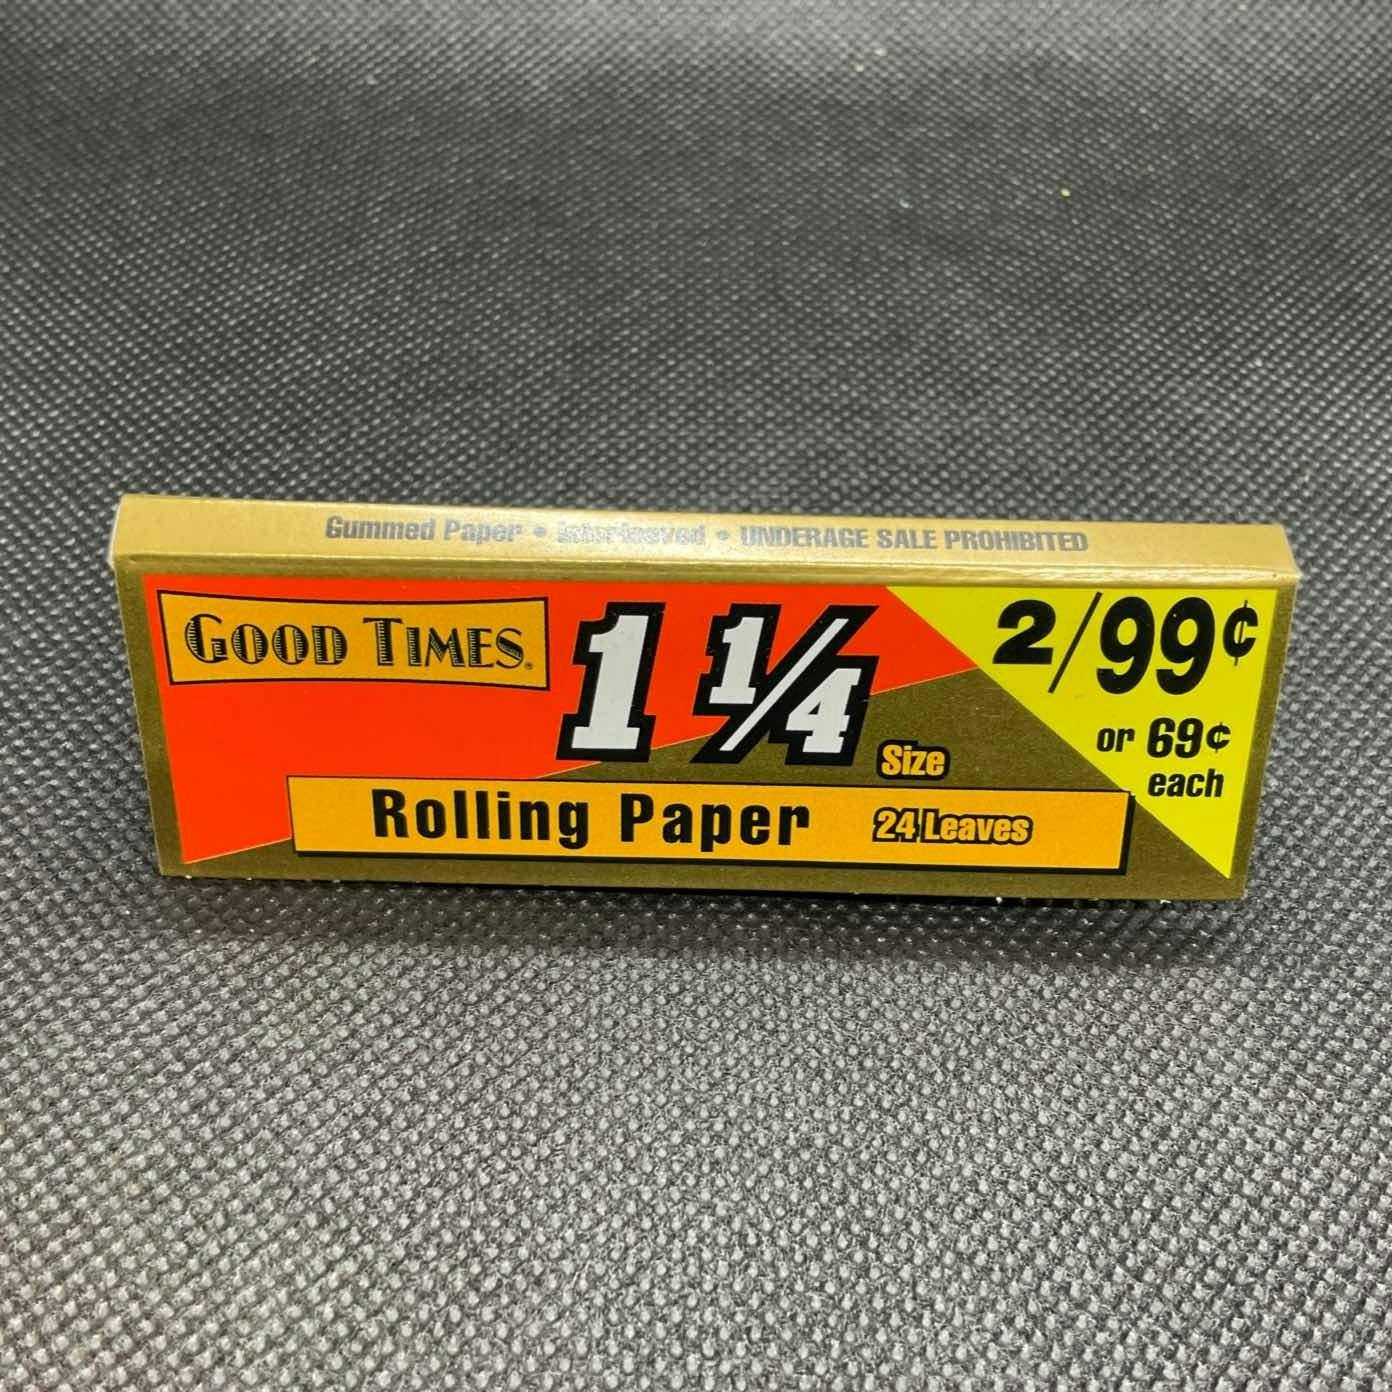 Gummed Paper • Interleaved • UNDERAGE SALE PROHIBITED
GOOD TIMES®
1 1/4
Size
2/99¢
or 69¢
each
Rolling Paper 24 Leaves